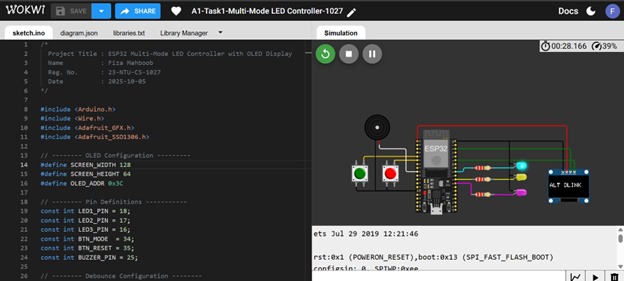 WOKWI
SAVE
SHARE
A1-Task1-Multi-Mode LED Controller-1027
Docs
F
sketch.ino
diagram.json
libraries.txt
Library Manager
Simulation
1 /*
2 Project Title : ESP32 Multi-Mode LED Controller with OLED Display
3 Name : Fiza Mahboob
4 Reg. No. : 23-NTU-CS-1027
5 Date : 2025-10-05
6 */
7
8 #include <Arduino.h>
9 #include <Wire.h>
10 #include <Adafruit_GFX.h>
11 #include <Adafruit_SSD1306.h>
12
13 // -------- OLED Configuration ---------
14 #define SCREEN_WIDTH 128
15 #define SCREEN_HEIGHT 64
16 #define OLED_ADDR 0x3C
17
18 // -------- Pin Definitions -----------
19 const int LED1_PIN = 18;
20 const int LED2_PIN = 17;
21 const int LED3_PIN = 16;
22 const int BTN_MODE = 34;
23 const int BTN_RESET = 35;
24 const int BUZZER_PIN = 25;
25
26 // -------- Debounce Configuration --------
00:28.166
39%
ESP32
ALT BLINK
ets Jul 29 2019 12:21:46
rst:0x1 (POWERON_RESET),boot:0x13 (SPI_FAST_FLASH_BOOT)
configsip: 0, SPIWP:0xee